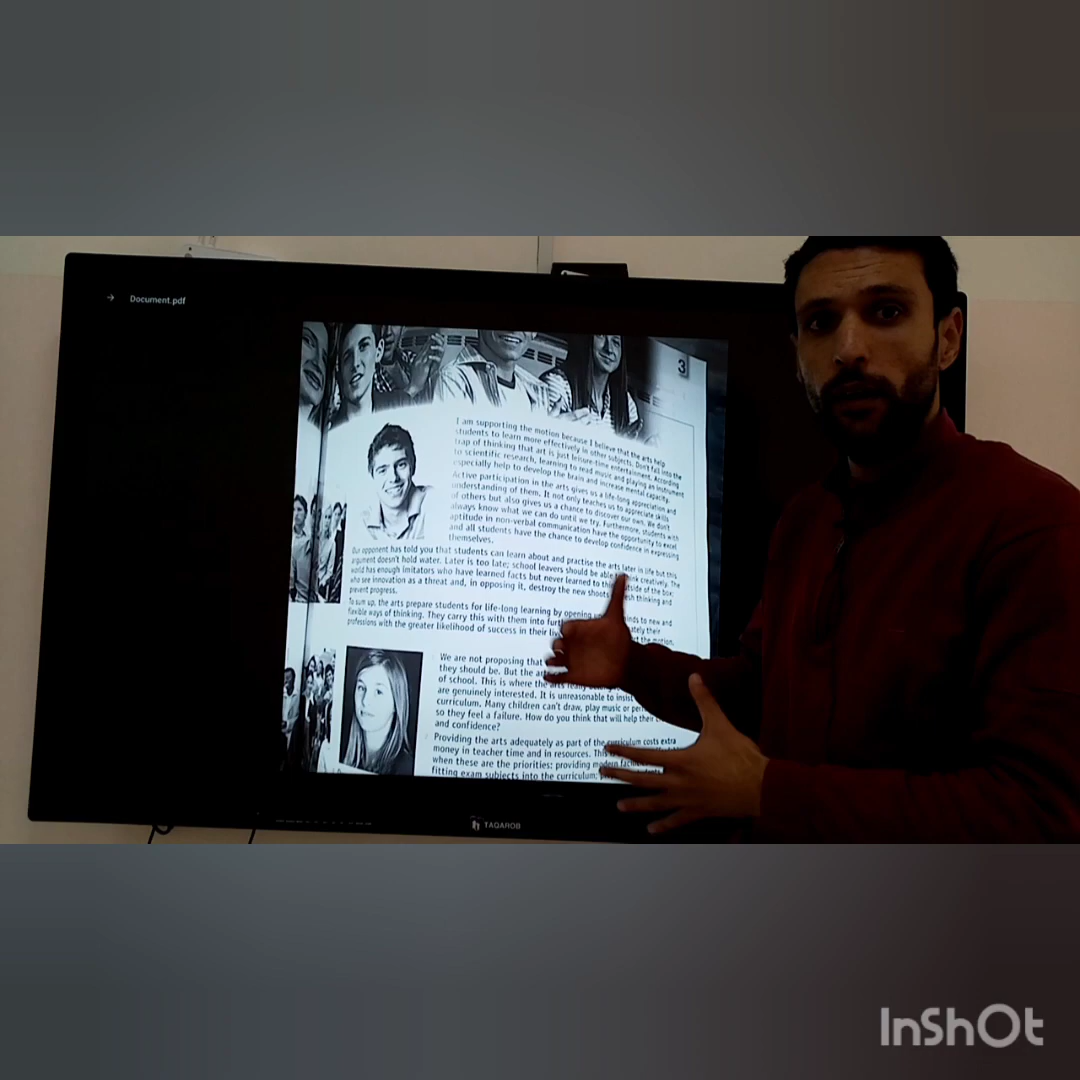 Document.pdf
3
I am supporting the motion because I believe that the arts help
students to learn more effectively in other subjects. Don't fall into the
trap of thinking that art is just leisure-time entertainment. According
to scientific research, learning to read music and playing an instrument
especially help to develop the brain and increase mental capacity.
Active participation in the arts gives us a life-long appreciation and
understanding of them. It not only teaches us to appreciate skills
of others but also gives us a chance to discover our own. We don't
always know what we can do until we try. Furthermore, students with
aptitude in non-verbal communication have the opportunity to excel
and all students have the chance to develop confidence in expressing
themselves.
Our opponent has told you that students can learn about and practise the arts later in life but this
argument doesn't hold water. Later is too late; school leavers should be able creatively. The
world has enough imitators who have learned facts but never learned to outside of the box;
who see innovation as a threat and, in opposing it, destroy the new shoots thinking and
prevent progress.
To sum up, the arts prepare students for life-long learning by opening minds to new and
flexible ways of thinking. They carry this with them into their
professions with the greater likelihood of success in their the motion.
We are not proposing that
they should be. But the
of school. This is where the arts really
are genuinely interested. It is unreasonable to insist
curriculum. Many children can't draw, play music or
so they feel a failure. How do you think that will help their
and confidence?
Providing the arts adequately as part of the curriculum costs extra
money in teacher time and in resources.
when these are the priorities: providing modern
fitting exam subjects into the curriculum;
TAQAROB
InShOt